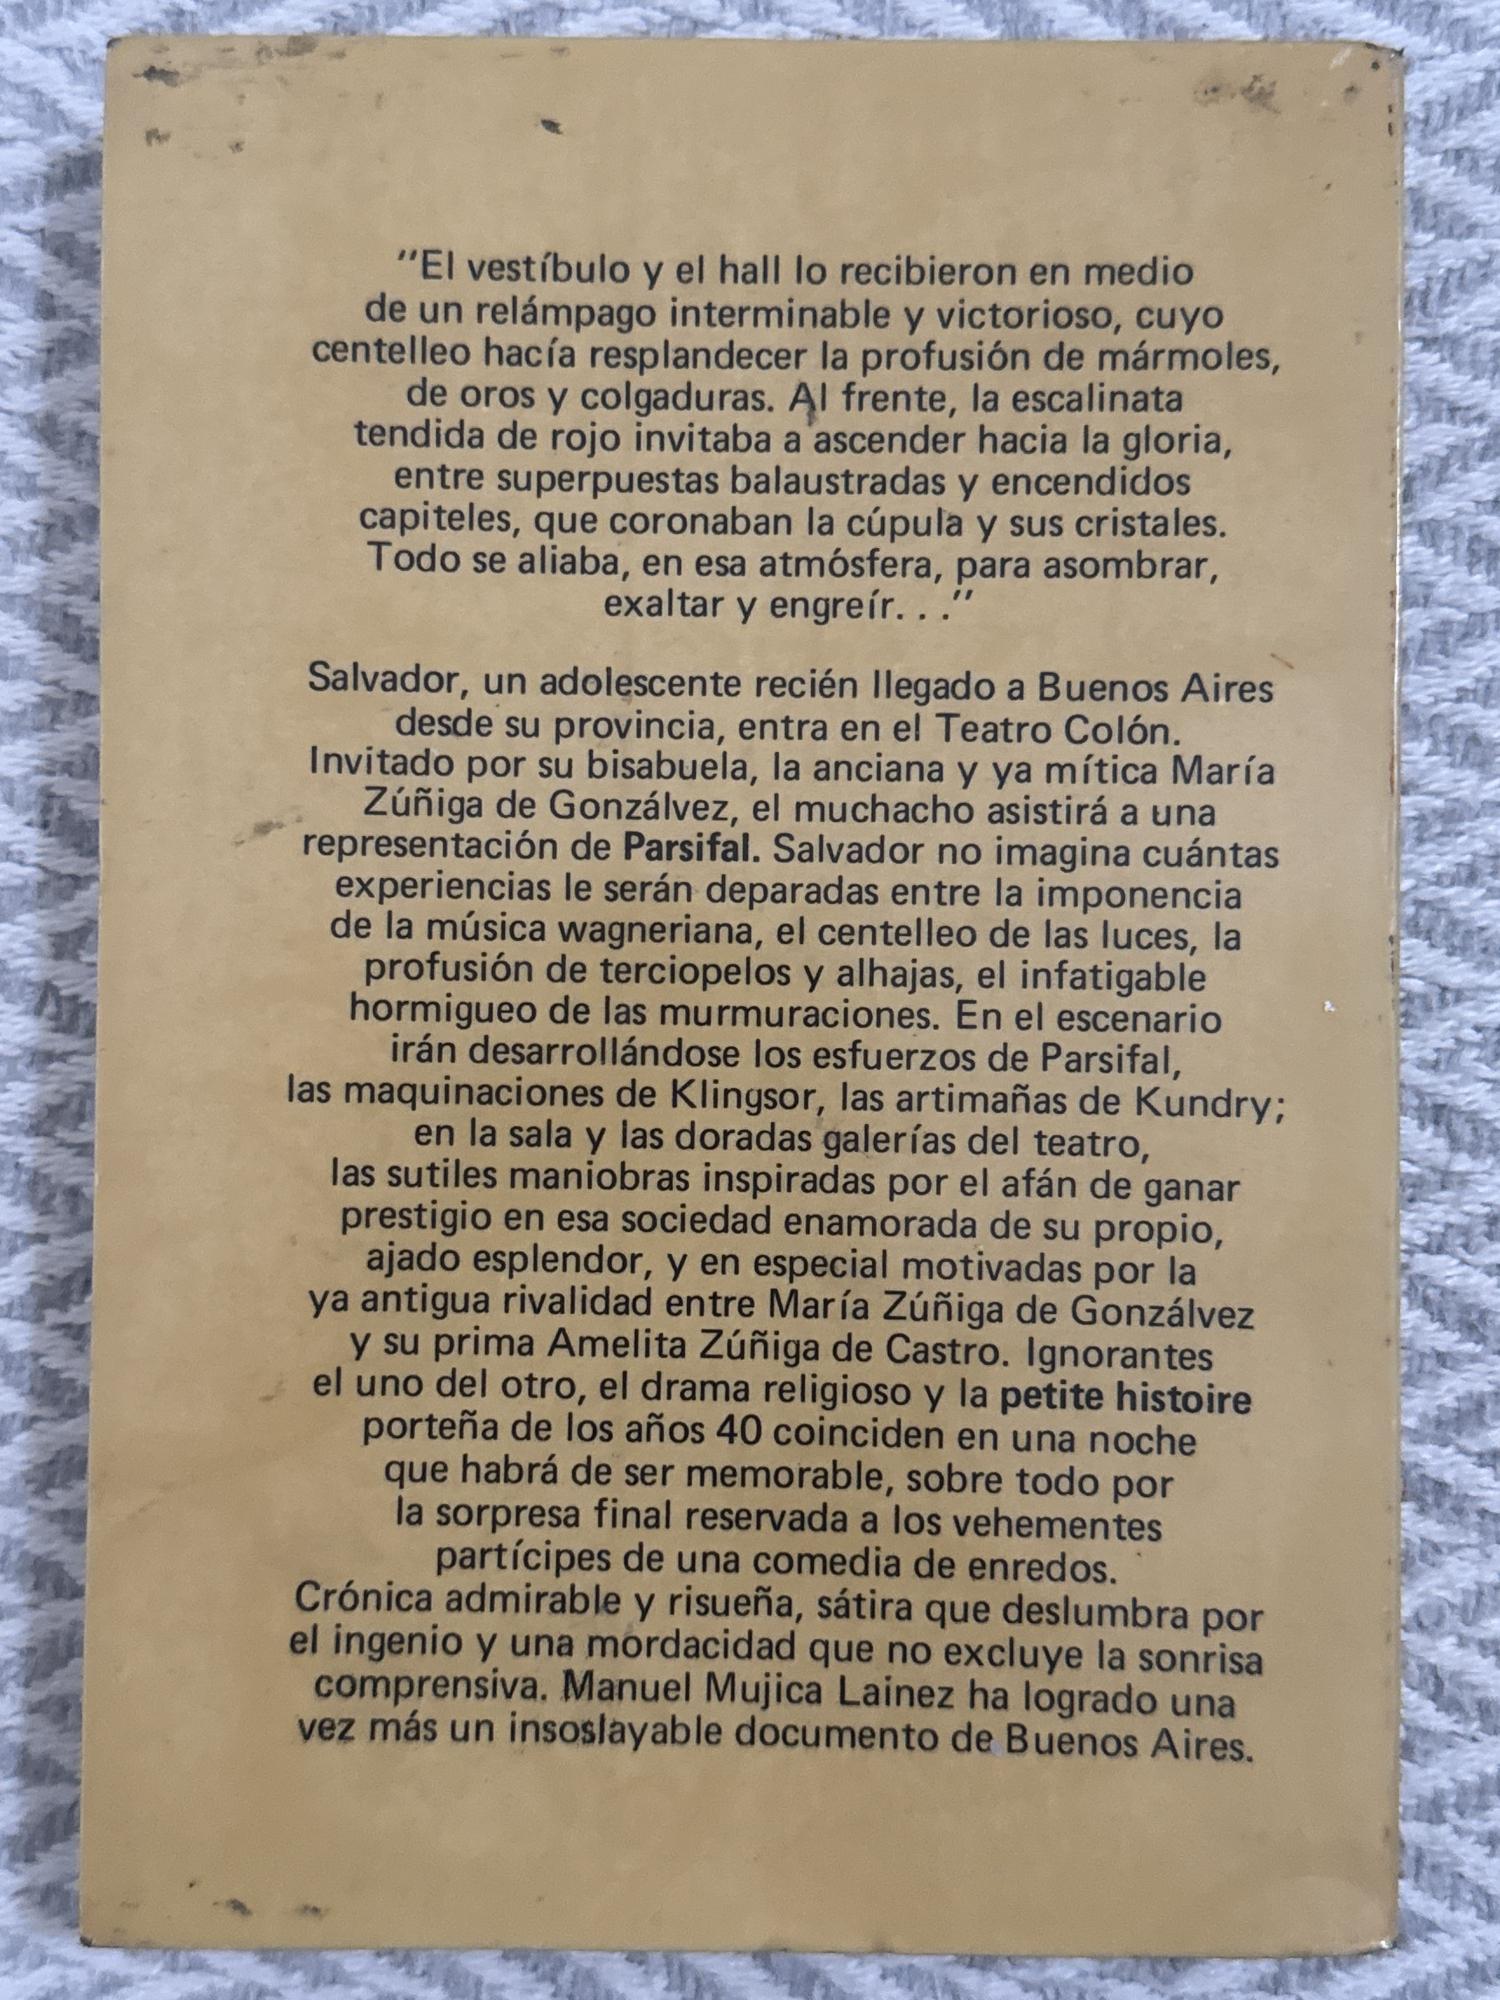 "El vestíbulo y el hall lo recibieron en medio
de un relámpago interminable y victorioso, cuyo
centelleo hacía resplandecer la profusión de mármoles,
de oros y colgaduras. Al frente, la escalinata
tendida de rojo invitaba a ascender hacia la gloria,
entre superpuestas balaustradas y encendidos
capiteles, que coronaban la cúpula y sus cristales.
Todo se aliaba, en esa atmósfera, para asombrar,
exaltar y engreír. . ."
Salvador, un adolescente recién llegado a Buenos Aires
desde su provincia, entra en el Teatro Colón.
Invitado por su bisabuela, la anciana y ya mítica María
Zúñiga de Gonzálvez, el muchacho asistirá a una
representación de Parsifal. Salvador no imagina cuántas
experiencias le serán deparadas entre la imponencia
de la música wagneriana, el centelleo de las luces, la
profusión de terciopelos y alhajas, el infatigable
hormigueo de las murmuraciones. En el escenario
irán desarrollándose los esfuerzos de Parsifal,
las maquinaciones de Klingsor, las artimañas de Kundry;
en la sala y las doradas galerías del teatro,
las sutiles maniobras inspiradas por el afán de ganar
prestigio en esa sociedad enamorada de su propio,
ajado esplendor, y en especial motivadas por la
ya antigua rivalidad entre María Zúñiga de Gonzálvez
y su prima Amelita Zúñiga de Castro. Ignorantes
el uno del otro, el drama religioso y la petite histoire
porteña de los años 40 coinciden en una noche
que habrá de ser memorable, sobre todo por
la sorpresa final reservada a los vehementes
partícipes de una comedia de enredos.
Crónica admirable y risueña, sátira que deslumbra por
el ingenio y una mordacidad que no excluye la sonrisa
comprensiva. Manuel Mujica Lainez ha logrado una
vez más un insoslayable documento de Buenos Aires.